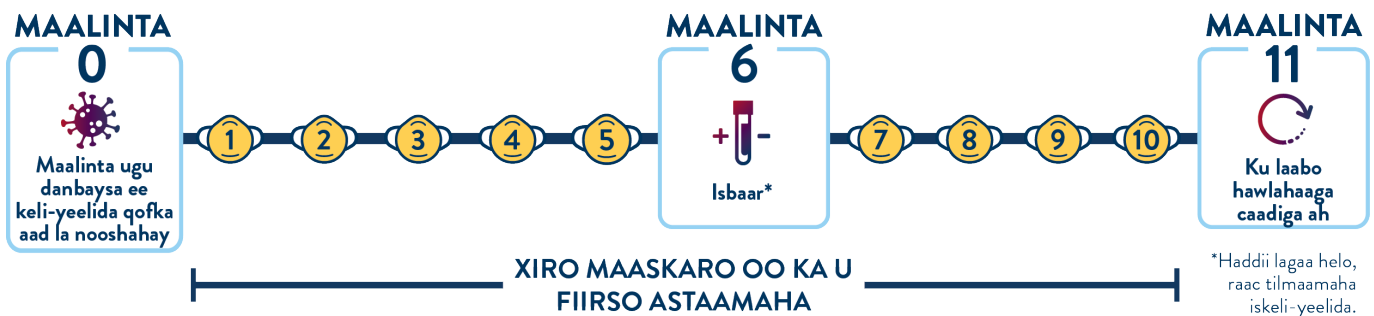 MAALINTA
0
Maalinta ugu
danbaysa ee
keli-yeelida qofka
aad la nooshahay
1
2
3
4
5
MAALINTA
6
+ -
Isbaar*
7
8
9
10
MAALINTA
11
Ku laabo
hawlahaaga
caadiga ah
XIRO MAASKARO OO KA U
FIIRSO ASTAAMAHA
*Haddii lagaa helo,
raac tilmaamaha
iskeli-yeelida.